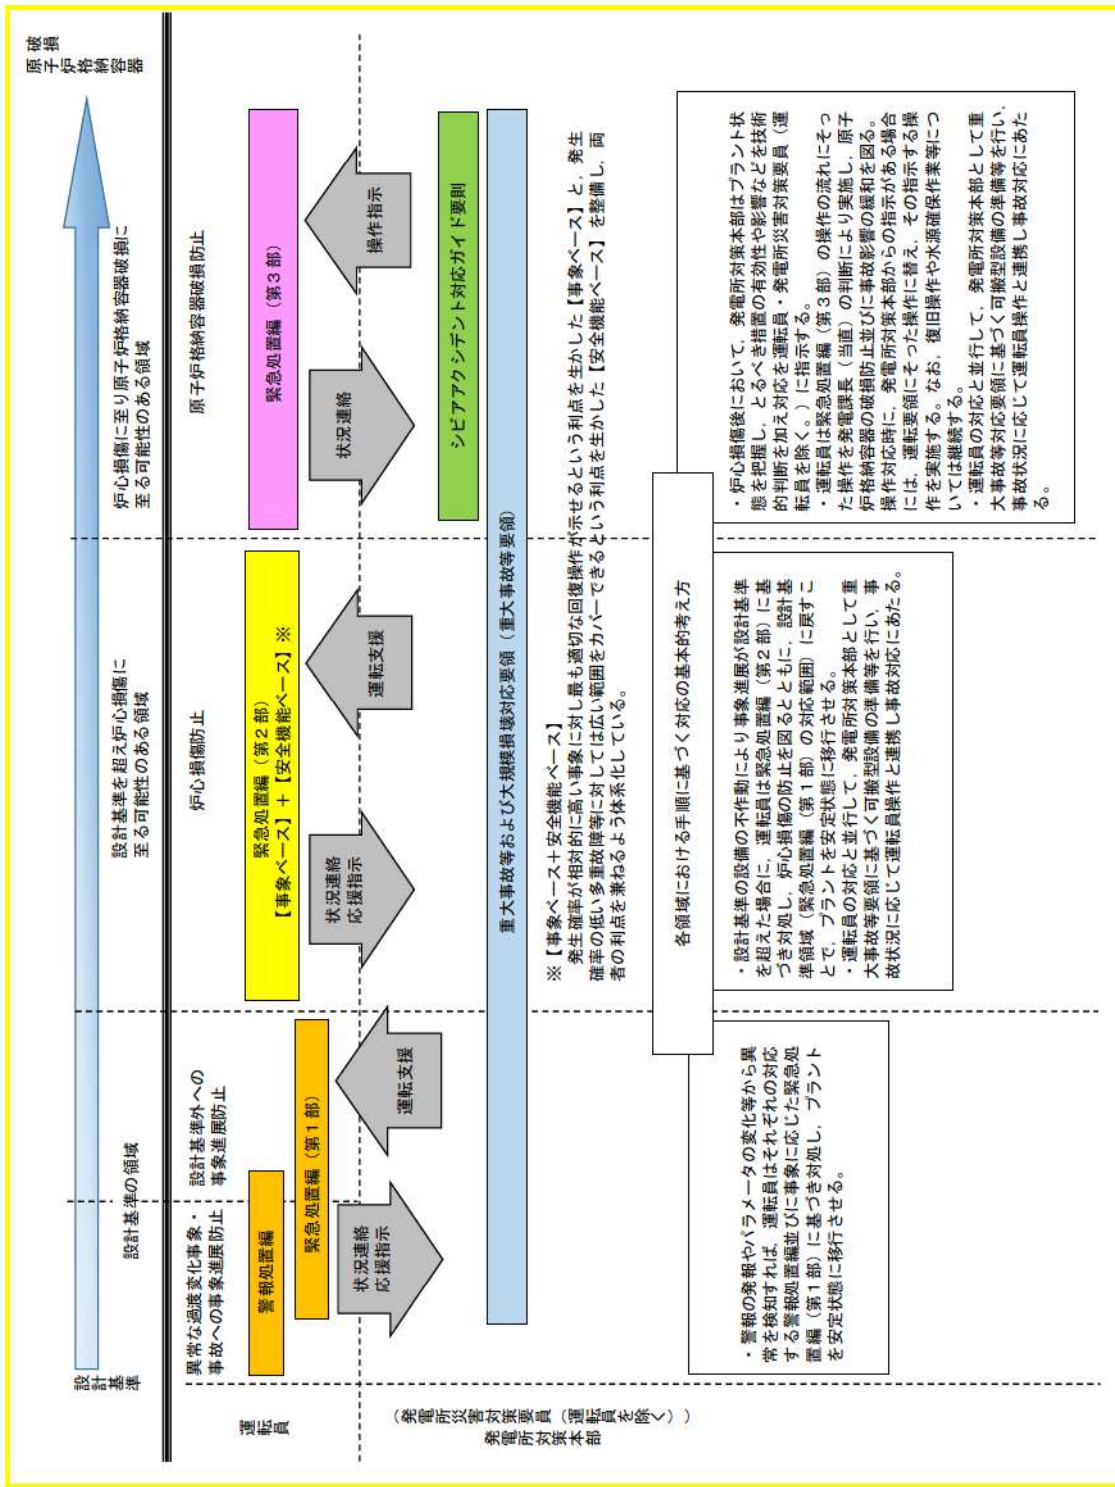 設計基準
原子炉格納容器
破損
設計基準の領域
設計基準を超え炉心損傷に
至る可能性のある領域
炉心損傷に至り原子炉格納容器破損に
至る可能性のある領域
運転員
異常な過渡変化事象・
事故への事象進展防止
設計基準外への
事象進展防止
炉心損傷防止
原子炉格納容器破損防止
警報処置編
緊急処置編（第1部）
緊急処置編（第2部）
【事象ベース】＋【安全機能ベース】※
緊急処置編（第3部）
状況連絡
応援指示
運転支援
状況連絡
応援指示
運転支援
状況連絡
操作指示
発電所対策本部
（発電所災害対策要員（運転員を除く））
シビアアクシデント対応ガイド要則
重大事故等および大規模損壊対応要領（重大事故等要領）
※【事象ベース＋安全機能ベース】
発生確率が相対的に高い事象に対し最も適切な回復操作が示せるという利点を生かした【事象ベース】と，発生
確率の低い多重故障等に対しては広い範囲をカバーできるという利点を生かした【安全機能ベース】を整備し，両
者の利点を兼ねるよう体系化している。
各領域における手順に基づく対応の基本的考え方
・警報の発報やパラメータの変化等から異
常を検知すれば，運転員はそれぞれの対応
する警報処置編並びに事象に応じた緊急処
置編（第1部）に基づき対処し，プラント
を安定状態に移行させる。
・設計基準の設備の不作動により事象進展が設計基準
を超えた場合に，運転員は緊急処置編（第2部）に基
づき対処し，炉心損傷の防止を図るとともに，設計基
準領域（緊急処置編（第1部）の対応範囲）に戻すこ
とで，プラントを安定状態に移行させる。
・運転員の対応と並行して，発電所対策本部として重
大事故等要領に基づく可搬型設備の準備等を行い，事
故状況に応じて運転員操作と連携し事故対応にあたる。
・炉心損傷後において，発電所対策本部はプラント状
態を把握し，とるべき措置の有効性や影響などを技術
的判断を加え対応を運転員・発電所災害対策要員（運
転員を除く。）に指示する。
・運転員は緊急処置編（第3部）の操作の流れにそっ
た操作を発電課長（当直）の判断により実施し，原子
炉格納容器の破損防止並びに事故影響の緩和を図る。
操作対応時に，発電所対策本部からの指示がある場合
には，運転要領にそった操作に替え，その指示する操
作を実施する。なお，復旧操作や水源確保作業等につ
いては継続する。
・運転員の対応と並行して，発電所対策本部として重
大事故等対応要領に基づく可搬型設備の準備等を行い，
事故状況に応じて運転員操作と連携し事故対応にあた
る。